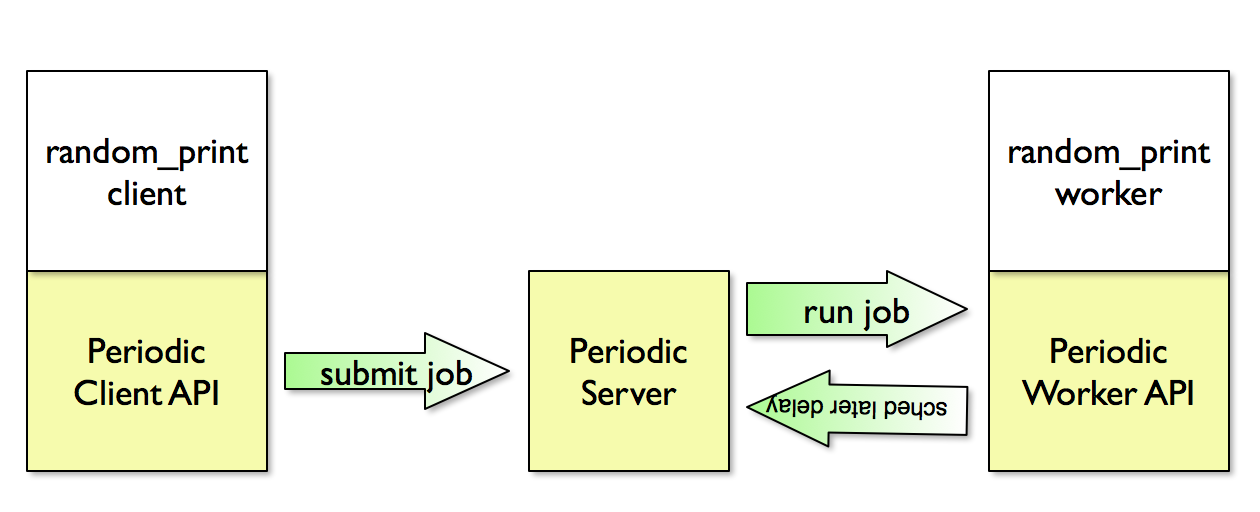 random_print
client
Periodic
Client API
submit job
Periodic
Server
run job
sched later delay
random_print
worker
Periodic
Worker API